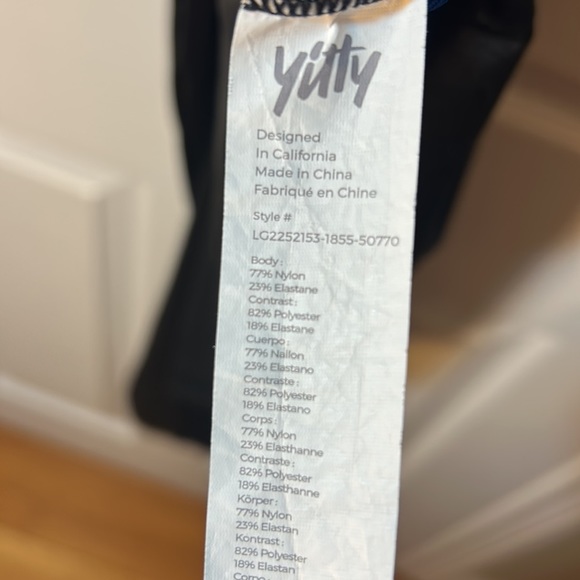 yitty
Designed
In California
Made in China
Fabriqué en Chine
Style #
LG2252153-1855-50770
Body:
77% Nylon
23% Elastane
Contrast:
82% Polyester
18% Elastane
Cuerpo:
77% Nailon
23% Elastano
Contraste:
82% Polyester
18% Elastano
Corps:
77% Nylon
23% Elasthanne
Contraste:
82% Polyester
18% Elasthanne
Körper:
77% Nylon
23% Elastan
Kontrast:
82% Polyester
18% Elastan
Corpo: